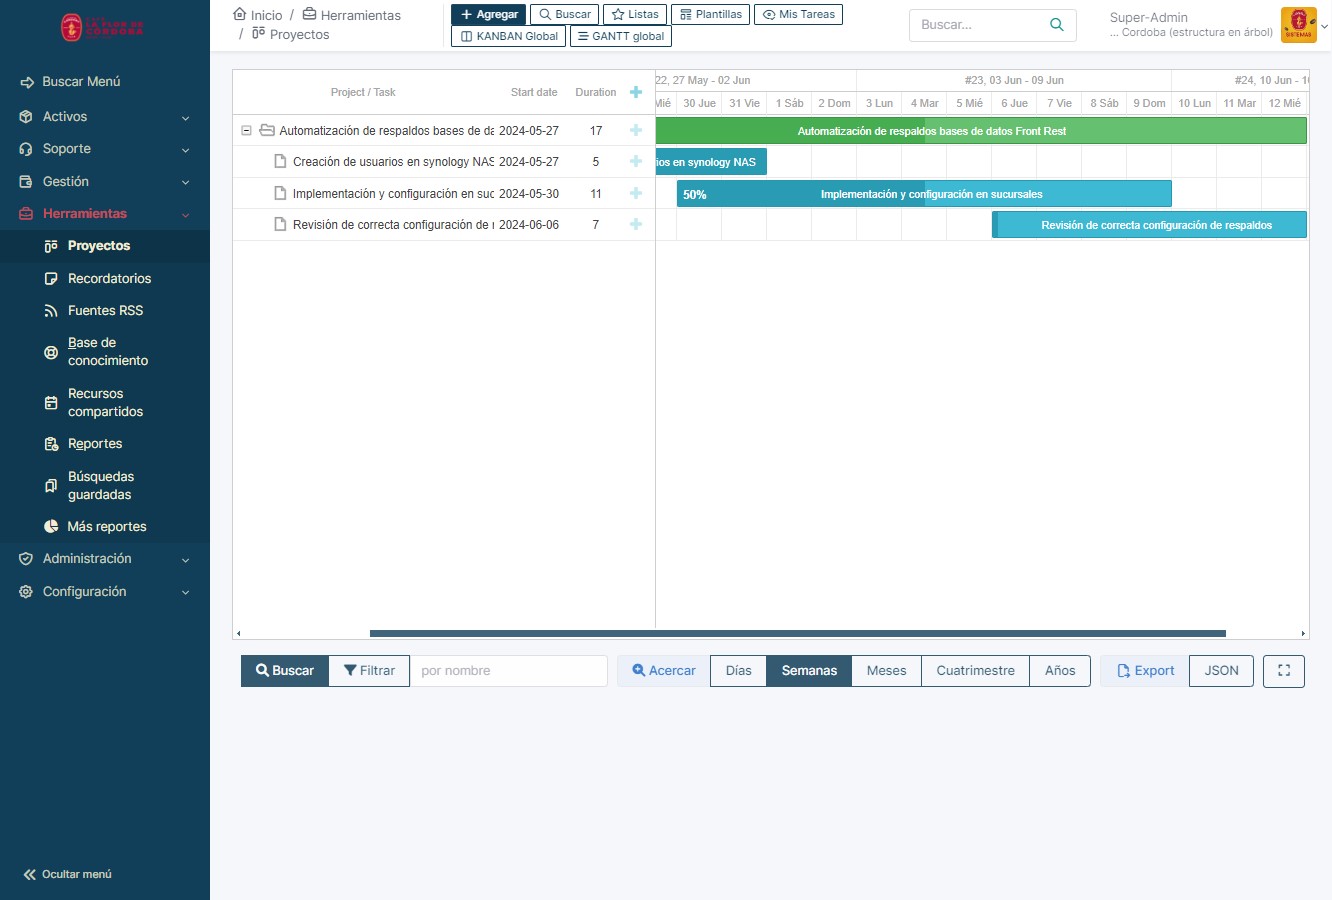 LA FLOR DE
CÓRDOBA
Buscar Menú
Activos
Soporte
Gestión
Herramientas
Proyectos
Recordatorios
Fuentes RSS
Base de
conocimiento
Recursos
compartidos
Reportes
Búsquedas
guardadas
Más reportes
Administración
Configuración
Ocultar menú
Inicio / Herramientas
/ Proyectos
Agregar Buscar Listas Plantillas Mis Tareas
KANBAN Global GANTT global
Buscar...
Super-Admin
... Cordoba (estructura en árbol)
SISTEMAS
Project / Task Start date Duration
22, 27 May - 02 Jun #23, 03 Jun - 09 Jun #24, 10 Jun - 1
Mié 30 Jue 31 Vie 1 Sáb 2 Dom 3 Lun 4 Mar 5 Mié 6 Jue 7 Vie 8 Sáb 9 Dom 10 Lun 11 Mar 12 Mié
Automatización de respaldos bases de da 2024-05-27 17
Automatización de respaldos bases de datos Front Rest
Creación de usuarios en synology NAS 2024-05-27 5
ios en synology NAS
Implementación y configuración en suc 2024-05-30 11
50% Implementación y configuración en sucursales
Revisión de correcta configuración de 2024-06-06 7
Revisión de correcta configuración de respaldos
Buscar Filtrar por nombre Acercar Días Semanas Meses Cuatrimestre Años Export JSON